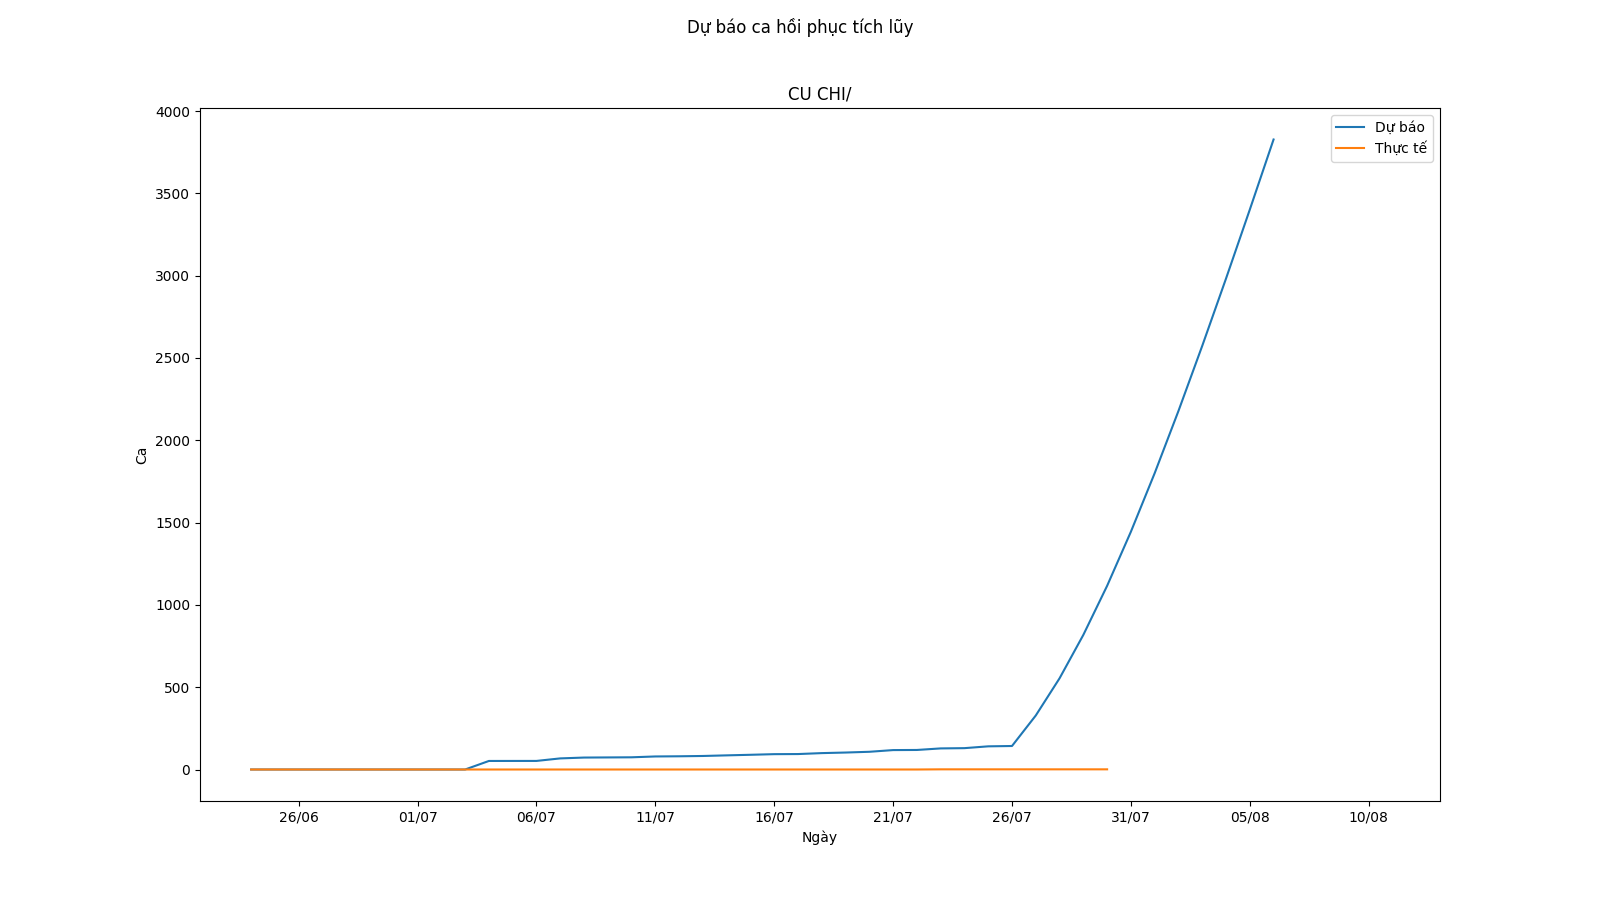 Dự báo ca hồi phục tích lũy
CU CHI/
4000
3500
3000
2500
2000
1500
1000
500
0
Ca
Dự báo
Thực tế
26/06 01/07 06/07 11/07 16/07 21/07 26/07 31/07 05/08 10/08
Ngày